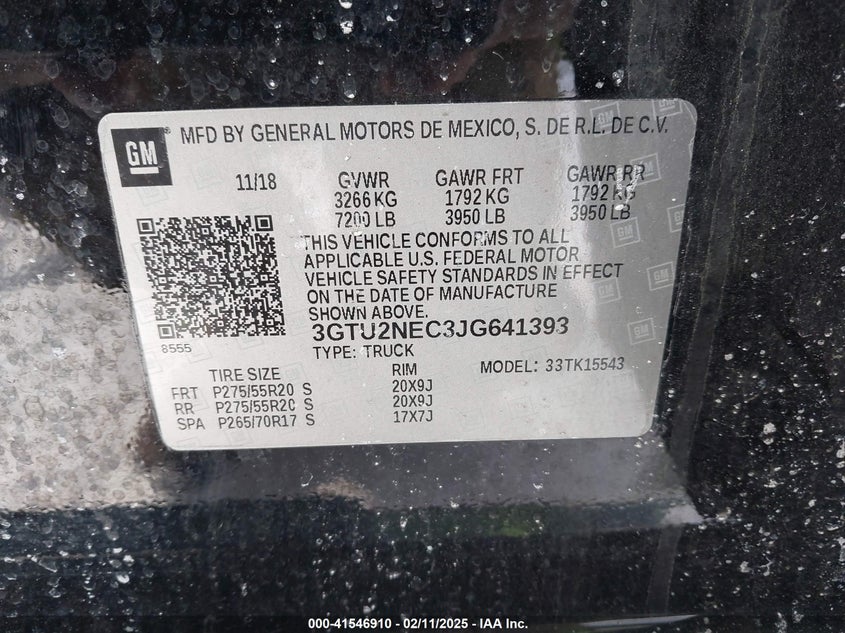 GM
MFD BY GENERAL MOTORS DE MEXICO, S. DE R.L. DE C.V.
11/18 GVWR GAWR FRT GAWR RR
3266 KG 1792 KG 1792 KG
7200 LB 3950 LB 3950 LB
THIS VEHICLE CONFORMS TO ALL
APPLICABLE U.S. FEDERAL MOTOR
VEHICLE SAFETY STANDARDS IN EFFECT
ON THE DATE OF MANUFACTURE
SHOWN ABOVE.
3GTU2NEC3JG641393
8555
TYPE: TRUCK
MODEL: 33TK15543
TIRE SIZE RIM
FRT P275/55R20 S 20X9J
RR P275/55R20 S 20X9J
SPA P265/70R17 S 17X7J
000-41546910 - 02/11/2025 - IAA Inc.